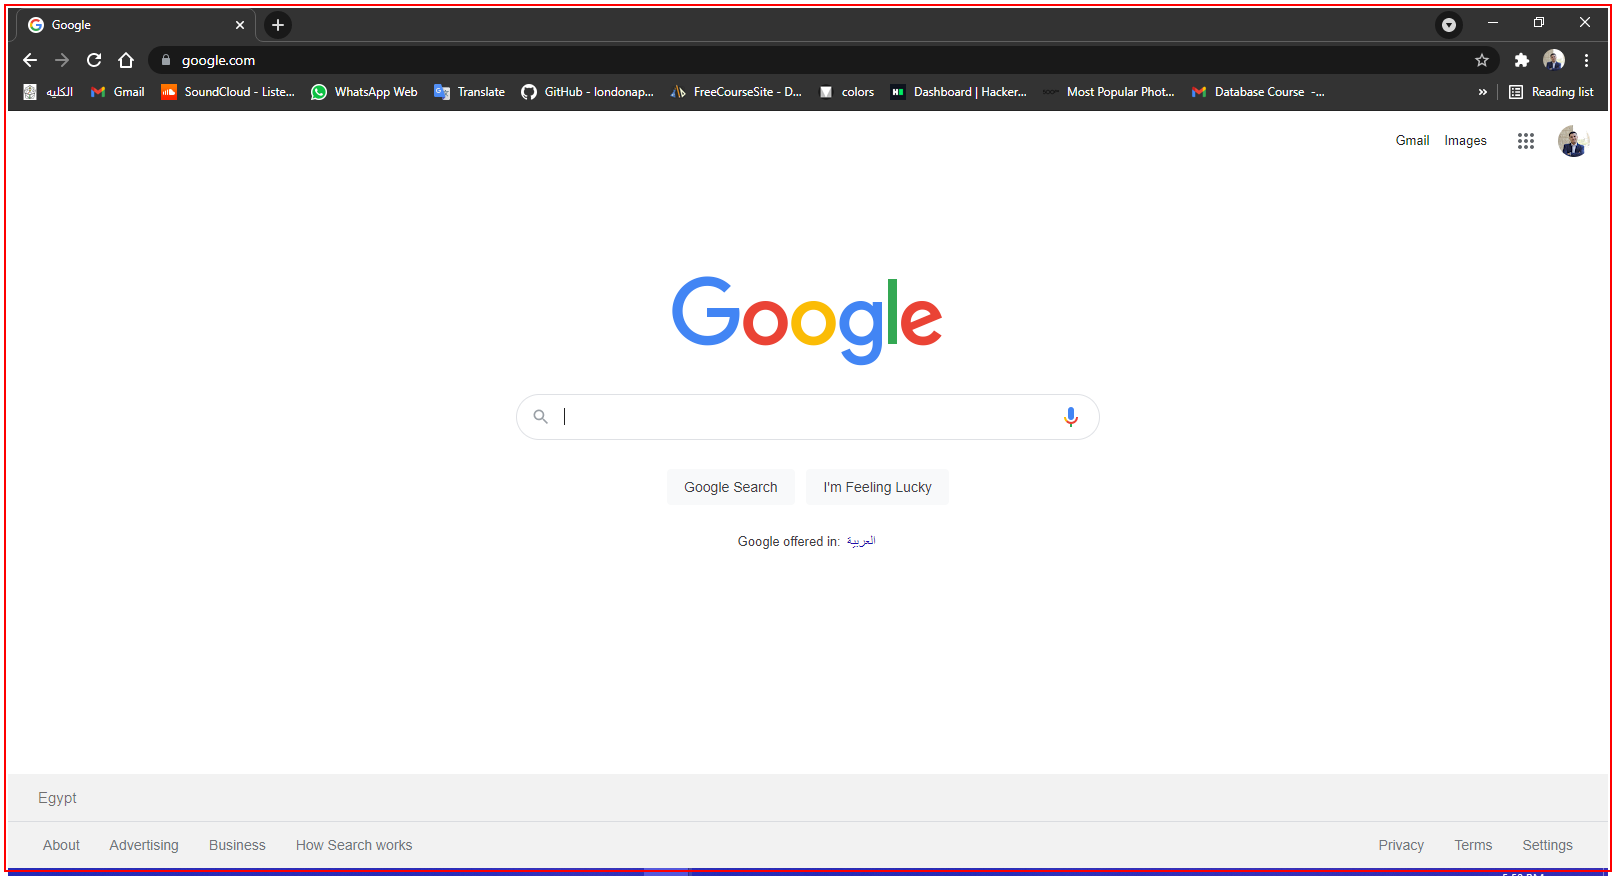 Google
google.com
الكليه Gmail SoundCloud - Liste... WhatsApp Web Translate GitHub - londonap... FreeCourseSite - D... colors Dashboard | Hacker... Most Popular Phot... Database Course -... » Reading list
Gmail Images
Google
Google Search I'm Feeling Lucky
Google offered in: العربية
Egypt
About Advertising Business How Search works Privacy Terms Settings